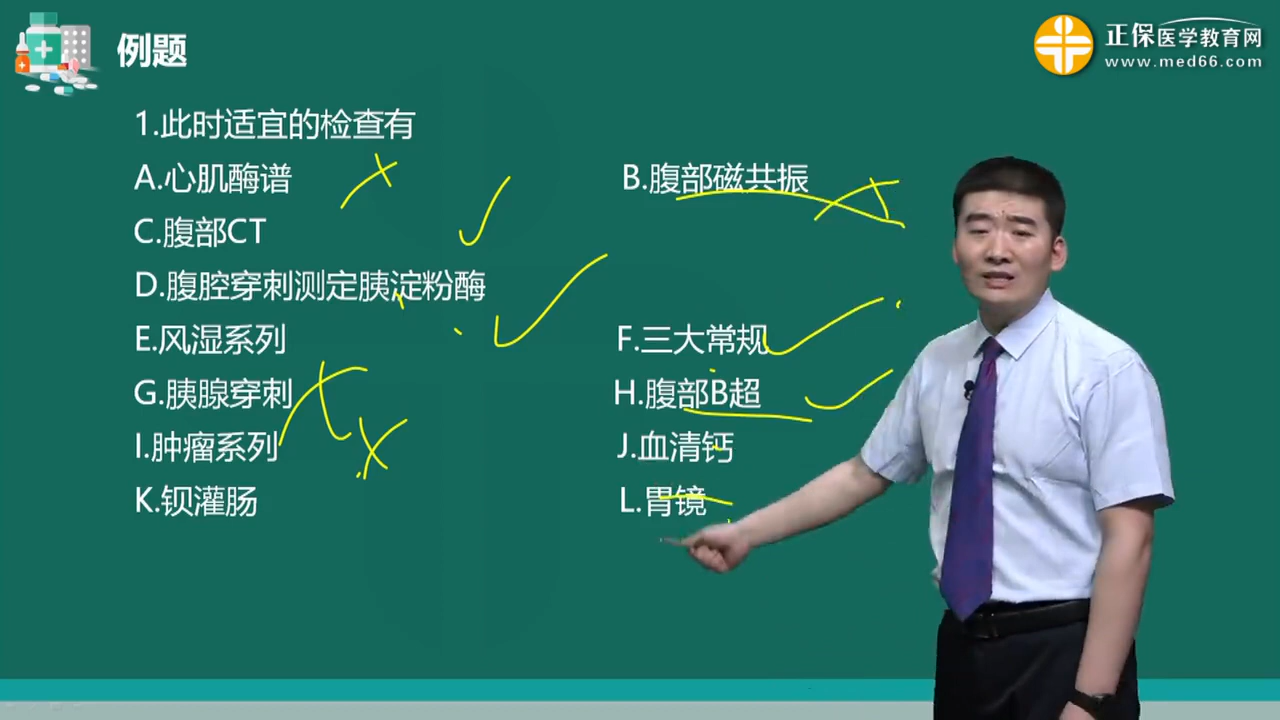 例题
正保医学教育网
www.med66.com
1.此时适宜的检查有
A.心肌酶谱 B.腹部磁共振
C.腹部CT
D.腹腔穿刺测定胰淀粉酶
E.风湿系列 F.三大常规
G.胰腺穿刺 H.腹部B超
I.肿瘤系列 J.血清钙
K.钡灌肠 L.胃镜